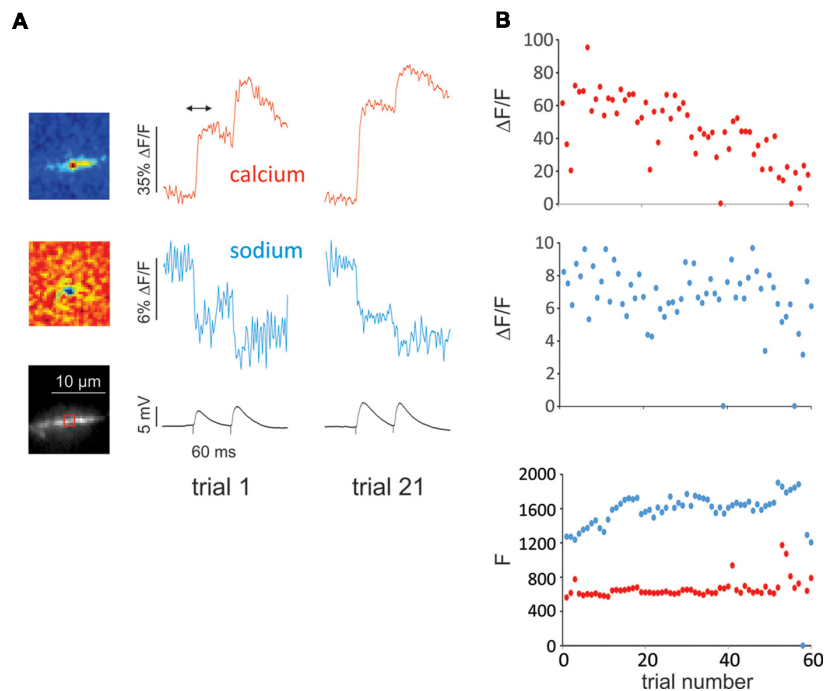 A
35% ΔF/F
calcium
6% ΔF/F
sodium
10 µm
5 mV
60 ms
trial 1
trial 21
B
ΔF/F
100
80
60
40
20
0
ΔF/F
10
8
6
4
2
0
F
2000
1600
1200
800
400
0
0 20 40 60
trial number